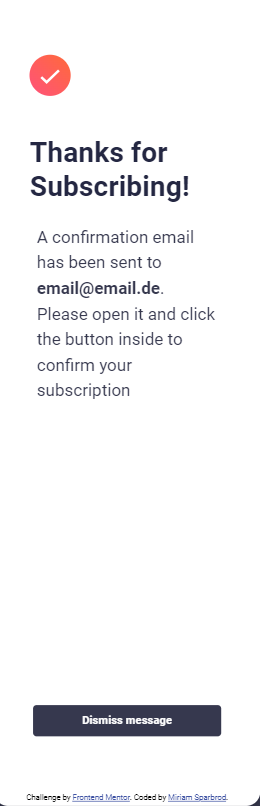 Thanks for
Subscribing!
A confirmation email
has been sent to
email@email.de.
Please open it and click
the button inside to
confirm your
subscription
Dismiss message
Challenge by Frontend Mentor. Coded by Miriam Sparbrod.